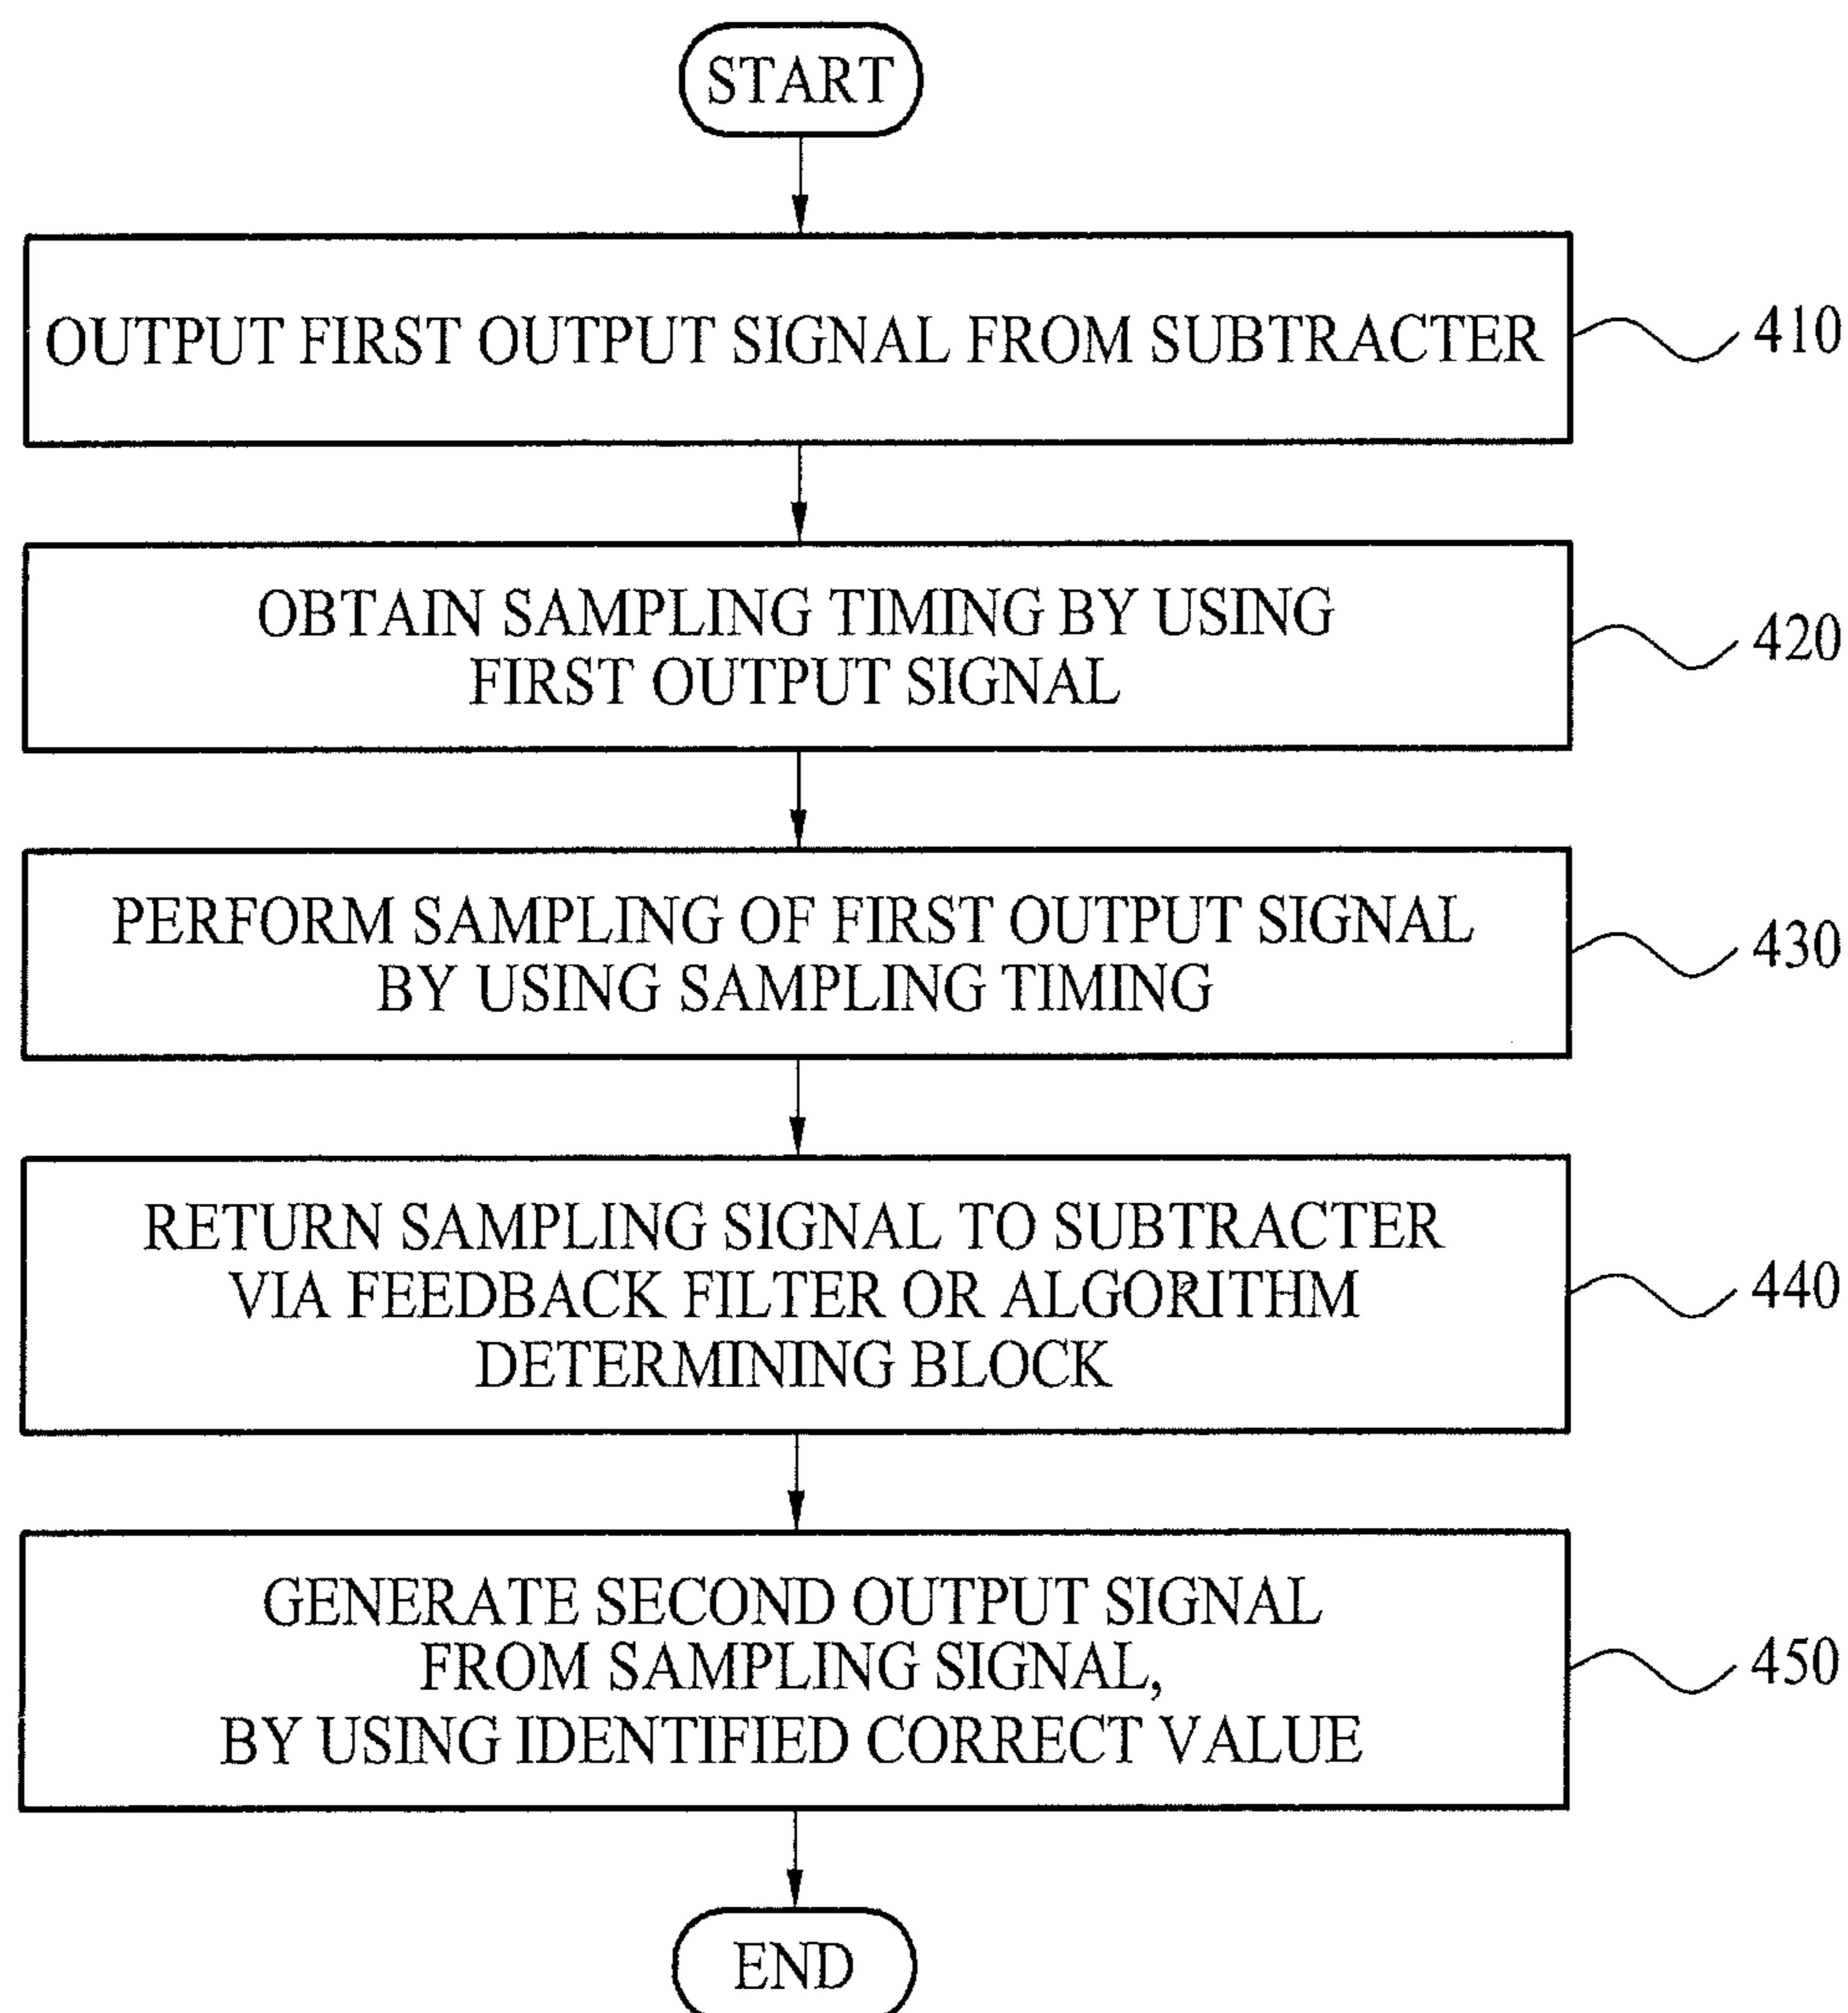 START
OUTPUT FIRST OUTPUT SIGNAL FROM SUBTRACTER
410
OBTAIN SAMPLING TIMING BY USING
FIRST OUTPUT SIGNAL
420
PERFORM SAMPLING OF FIRST OUTPUT SIGNAL
BY USING SAMPLING TIMING
430
RETURN SAMPLING SIGNAL TO SUBTRACTER
VIA FEEDBACK FILTER OR ALGORITHM
DETERMINING BLOCK
440
GENERATE SECOND OUTPUT SIGNAL
FROM SAMPLING SIGNAL,
BY USING IDENTIFIED CORRECT VALUE
450
END